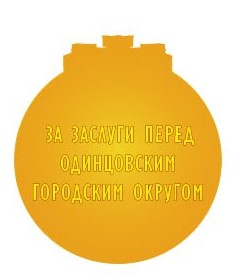 ЗА ЗАСЛУГИ ПЕРЕД
ОДИНЦОВСКИМ
ГОРОДСКИМ ОКРУГОМ